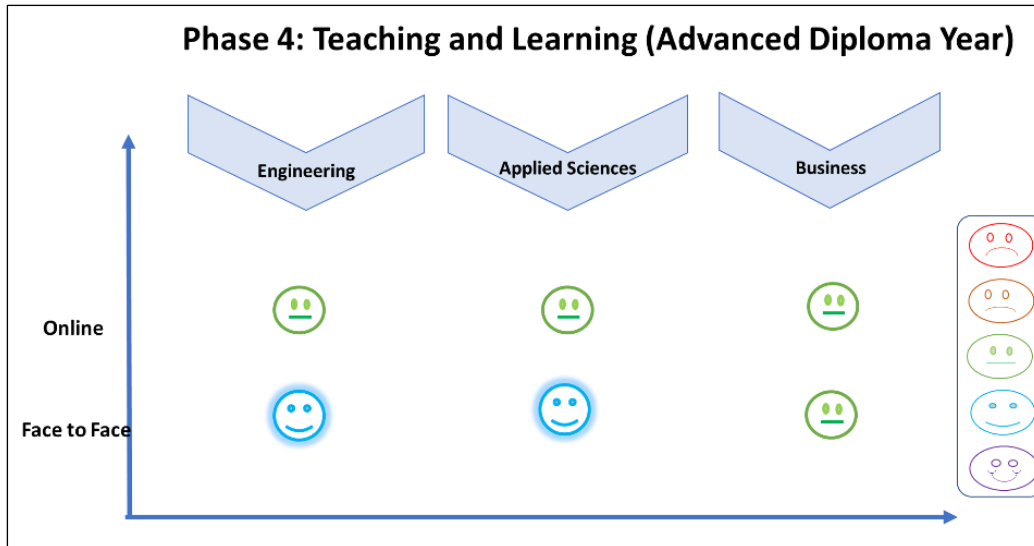 Phase 4: Teaching and Learning (Advanced Diploma Year)
Engineering
Applied Sciences
Business
Online
Face to Face